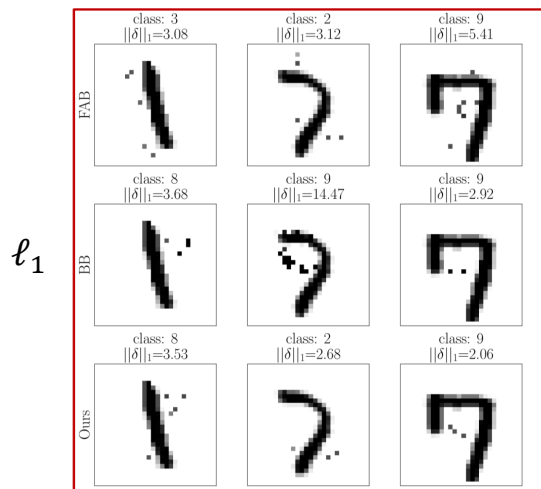 class: 3 class: 2 class: 9
||δ||₁=3.08 ||δ||₁=3.12 ||δ||₁=5.41
FAB
class: 8 class: 9 class: 9
||δ||₁=3.68 ||δ||₁=14.47 ||δ||₁=2.92
ℓ₁
BB
class: 8 class: 2 class: 9
||δ||₁=3.53 ||δ||₁=2.68 ||δ||₁=2.06
Ours